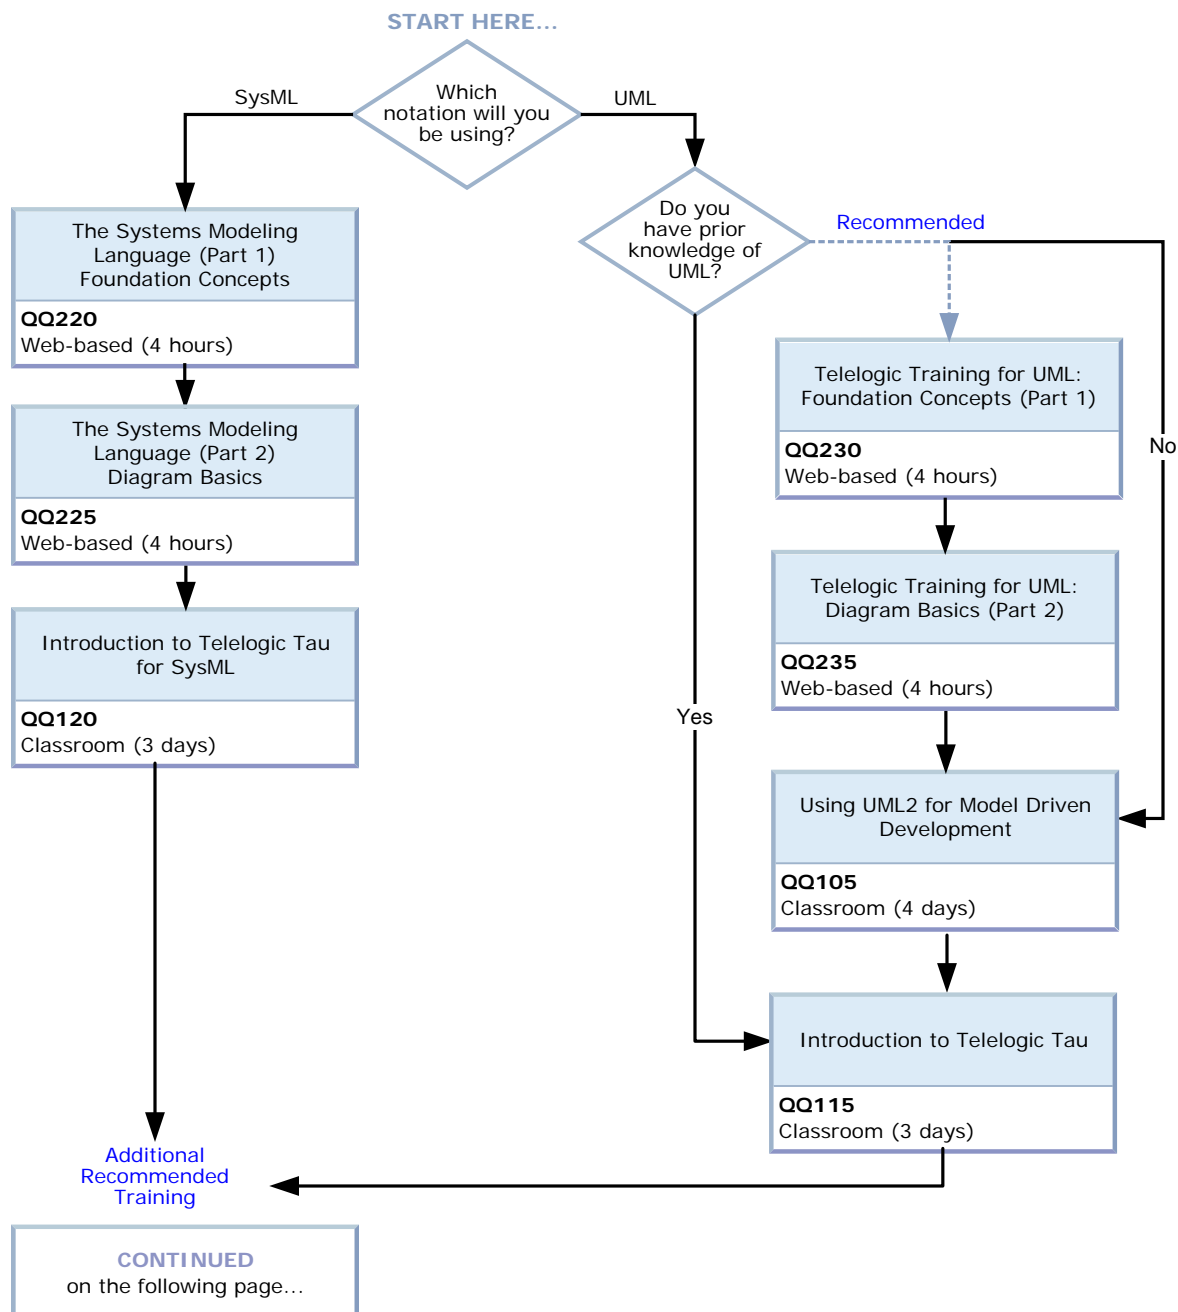 START HERE...
Which
notation will you
be using?
SysML
UML
The Systems Modeling
Language (Part 1)
Foundation Concepts
QQ220
Web-based (4 hours)
The Systems Modeling
Language (Part 2)
Diagram Basics
QQ225
Web-based (4 hours)
Introduction to Telelogic Tau
for SysML
QQ120
Classroom (3 days)
Do you
have prior
knowledge of
UML?
Recommended
No
Yes
Telelogic Training for UML:
Foundation Concepts (Part 1)
QQ230
Web-based (4 hours)
Telelogic Training for UML:
Diagram Basics (Part 2)
QQ235
Web-based (4 hours)
Using UML2 for Model Driven
Development
QQ105
Classroom (4 days)
Introduction to Telelogic Tau
QQ115
Classroom (3 days)
Additional
Recommended
Training
CONTINUED
on the following page...